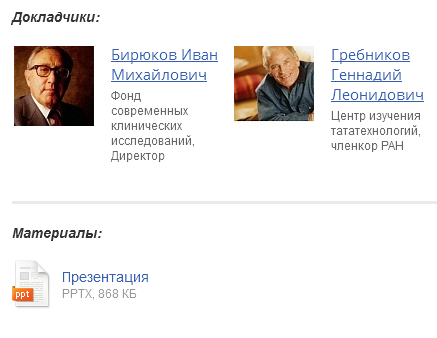 Докладчики:
Бирюков Иван
Михайлович
Фонд
современных
клинических
исследований,
Директор
Гребников
Геннадий
Леонидович
Центр изучения
тататехнологий,
членкор РАН
Материалы:
ppt
Презентация
PPTX, 868 КБ